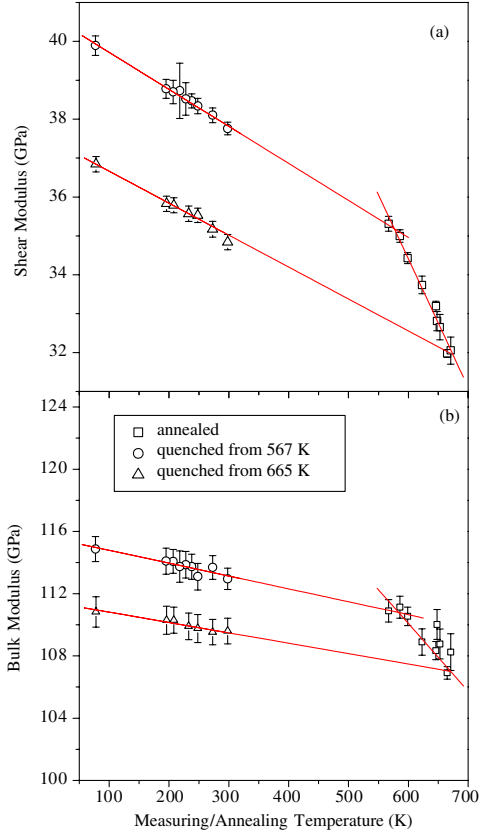 (a)
40
38
36
34
32
Shear Modulus (GPa)
(b)
124
120
116
112
108
104
100
Bulk Modulus (GPa)
annealed
quenched from 567 K
quenched from 665 K
100 200 300 400 500 600 700
Measuring/Annealing Temperature (K)